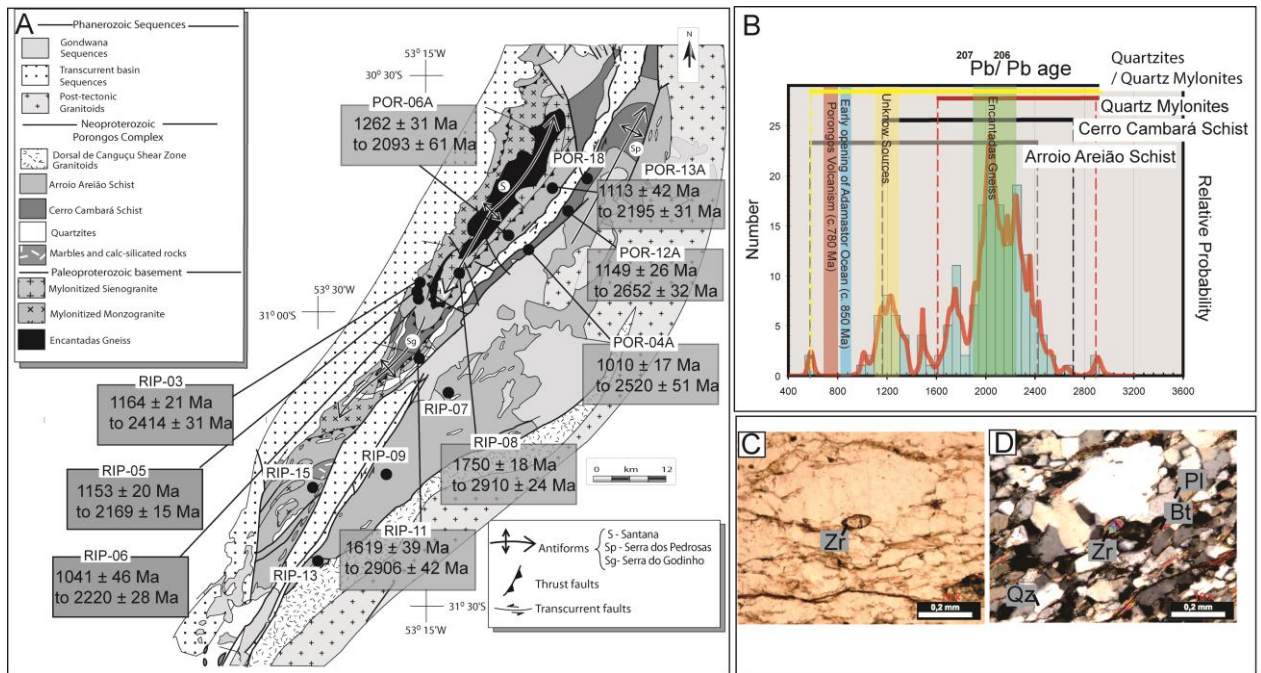 A
Phanerozoic Sequences
Gondwana
Sequences
Transcurrent basin
Sequences
Post-tectonic
Granitoids
Neoproterozoic
Porongos Complex
Dorsal de Canguçu Shear Zone
Granitoids
Arroio Areião Schist
Cerro Cambará Schist
Quartzites
Marbles and calc-silicated rocks
Paleoproterozoic basement
Mylonitized Sienogranite
Mylonitized Monzogranite
Encantadas Gneiss
53° 15'W
30° 30'S
N
POR-06A
1262 ± 31 Ma
to 2093 ± 61 Ma
S
Sp
POR-18
POR-13A
1113 ± 42 Ma
to 2195 ± 31 Ma
POR-12A
1149 ± 26 Ma
to 2652 ± 32 Ma
POR-04A
1010 ± 17 Ma
to 2520 ± 51 Ma
53° 30'W
31° 00'S
Sg
RIP-03
1164 ± 21 Ma
to 2414 ± 31 Ma
RIP-07
RIP-08
1750 ± 18 Ma
to 2910 ± 24 Ma
RIP-05
1153 ± 20 Ma
to 2169 ± 15 Ma
RIP-15
RIP-09
0 km 12
RIP-06
1041 ± 46 Ma
to 2220 ± 28 Ma
RIP-11
1619 ± 39 Ma
to 2906 ± 42 Ma
RIP-13
Antiforms
S - Santana
Sp - Serra dos Pedrosas
Sg- Serra do Godinho
Thrust faults
Transcurrent faults
31° 30'S
53° 15'W
B
207Pb/ 206Pb age
Quartzites
/ Quartz Mylonites
Quartz Mylonites
Cerro Cambará Schist
Arroio Areião Schist
Porongos Volcanism (c.780 Ma)
Early opening of Adamastor Ocean (c. 850 Ma)
Unknow Sources
Encantadas Gneiss
Number
Relative Probability
25
20
15
10
5
0
400 800 1200 1600 2000 2400 2800 3200 3600
C
Zr
0,2 mm
D
Pl
Bt
Zr
Qz
0,2 mm